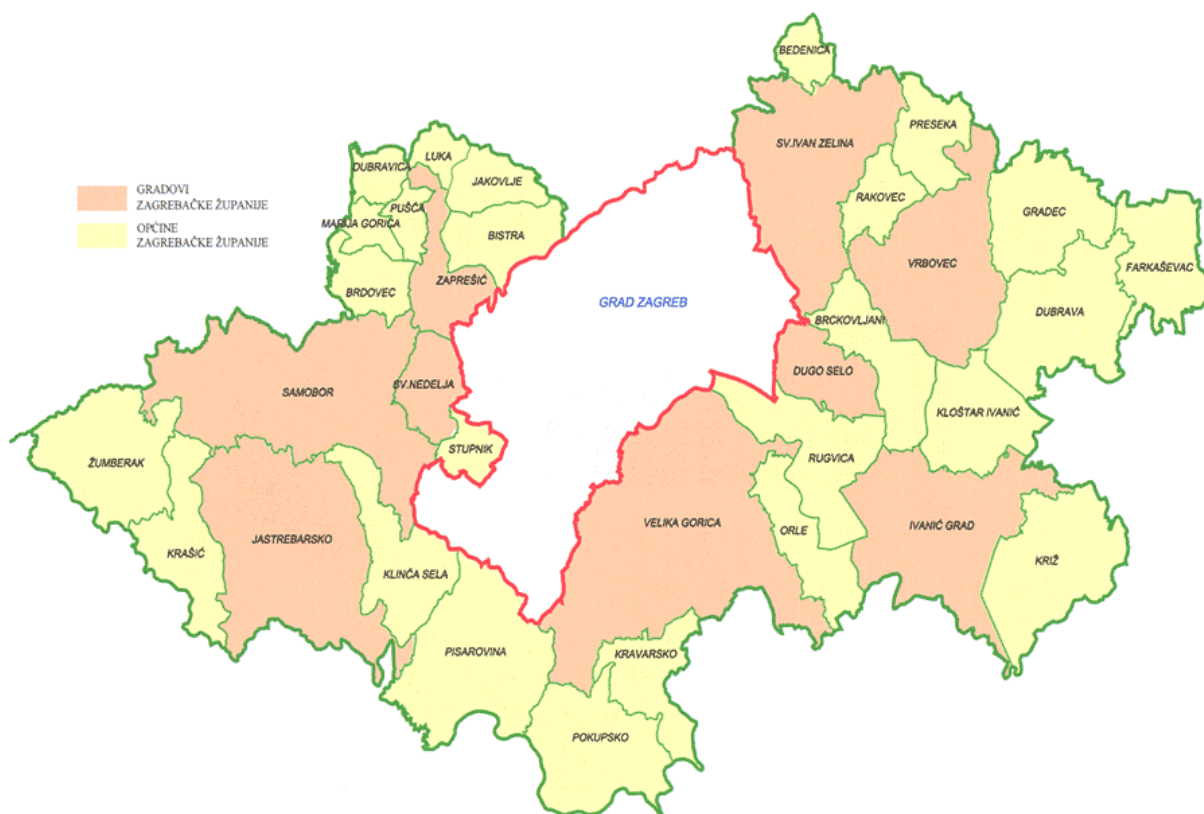 BEDENICA
SV.IVAN ZELINA
PRESEKA
LUKA
DUBRAVICA
JAKOVLJE
GRADOVI
ZAGREBAČKE ŽUPANIJE
RAKOVEC
PUŠĆA
GRADEC
MARIJA GORICA
OPĆINE
ZAGREBAČKE ŽUPANIJE
BISTRA
VRBOVEC
FARKAŠEVAC
ZAPREŠIĆ
BRDOVEC
GRAD ZAGREB
DUBRAVA
BRCKOVLJANI
DUGO SELO
SV.NEDELJA
SAMOBOR
KLOŠTAR IVANIĆ
STUPNIK
RUGVICA
ŽUMBERAK
VELIKA GORICA
IVANIĆ GRAD
ORLE
JASTREBARSKO
KRAŠIĆ
KRIŽ
KLINČA SELA
PISAROVINA
KRAVARSKO
POKUPSKO